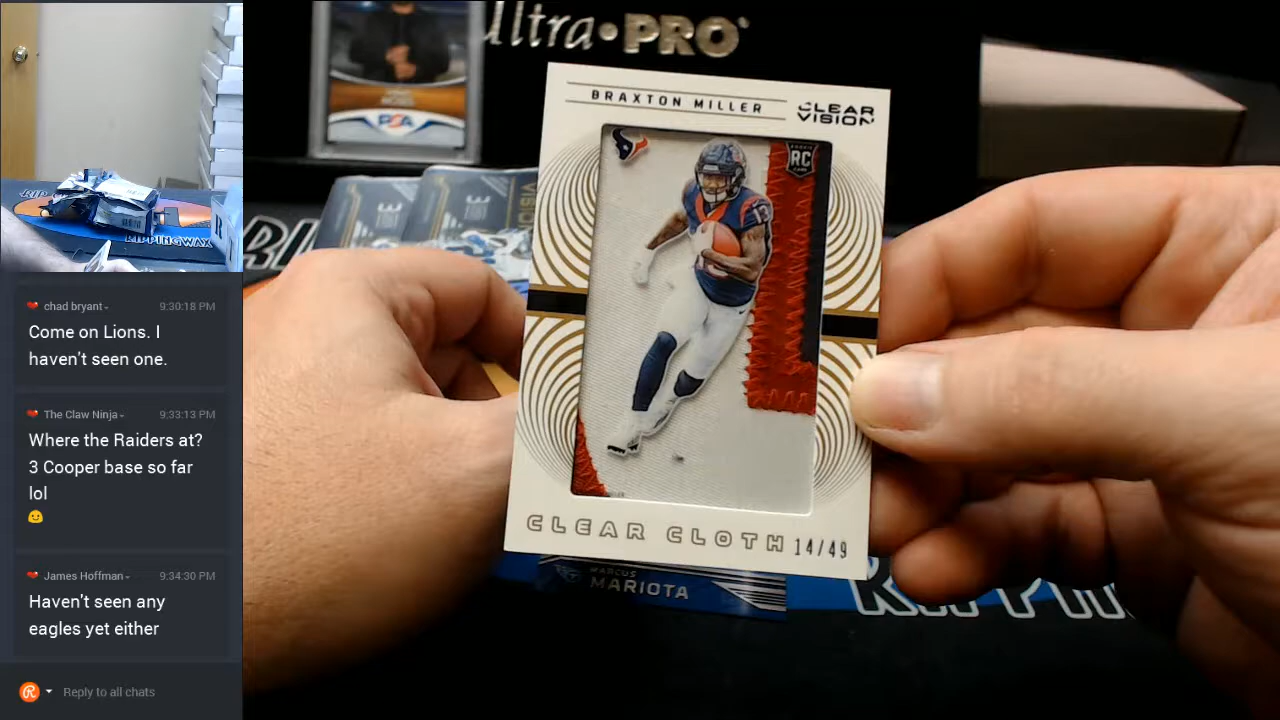 Ultra•PRO
PSA
BRAXTON MILLER
CLEAR
VISION
RC
13
CLEAR CLOTH 14/49
MARCUS
MARIOTA
RIPPINGWAX
chad bryant
9:30:18 PM
Come on Lions. I
haven't seen one.
The Claw Ninja
9:33:13 PM
Where the Raiders at?
3 Cooper base so far
lol
James Hoffman
9:34:30 PM
Haven't seen any
eagles yet either
Reply to all chats